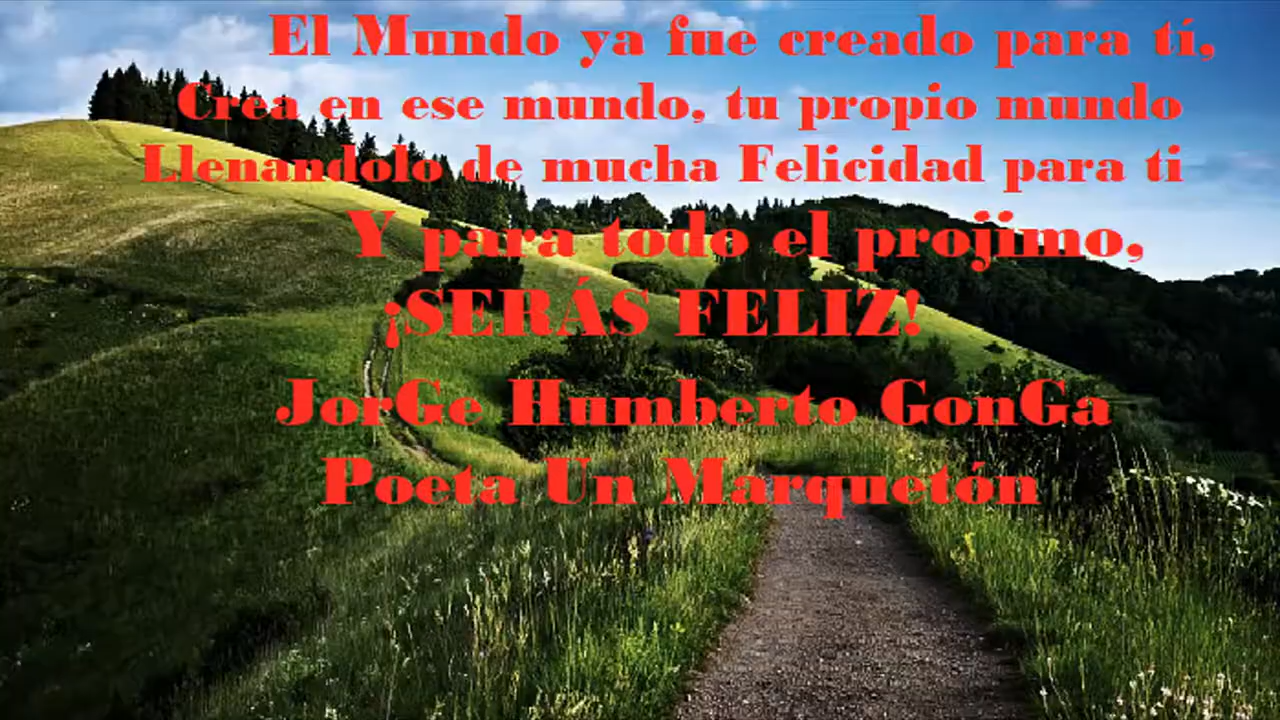 El Mundo ya fue creado para tí,
Crea en ese mundo, tu propio mundo
Llenandolo de mucha Felicidad para ti
Y para todo el projimo,
¡SERÁS FELIZ!
JorGe Humberto GonGa
Poeta Un Marquetón